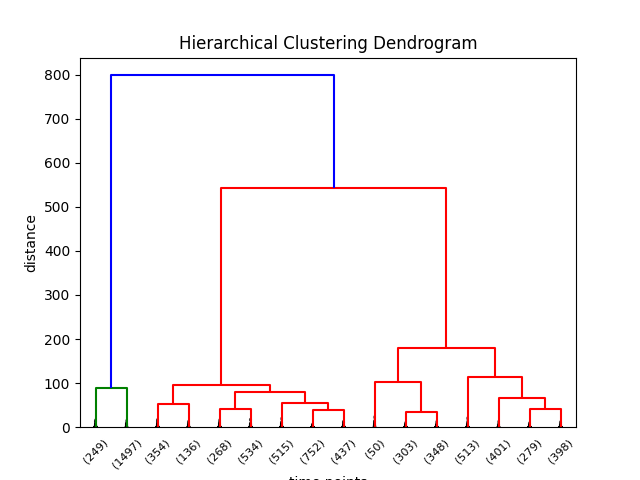 Hierarchical Clustering Dendrogram
800
700
600
500
400
300
200
100
0
distance
(249) (1497) (354) (136) (268) (534) (515) (752) (437) (50) (303) (348) (513) (401) (279) (398)
time points